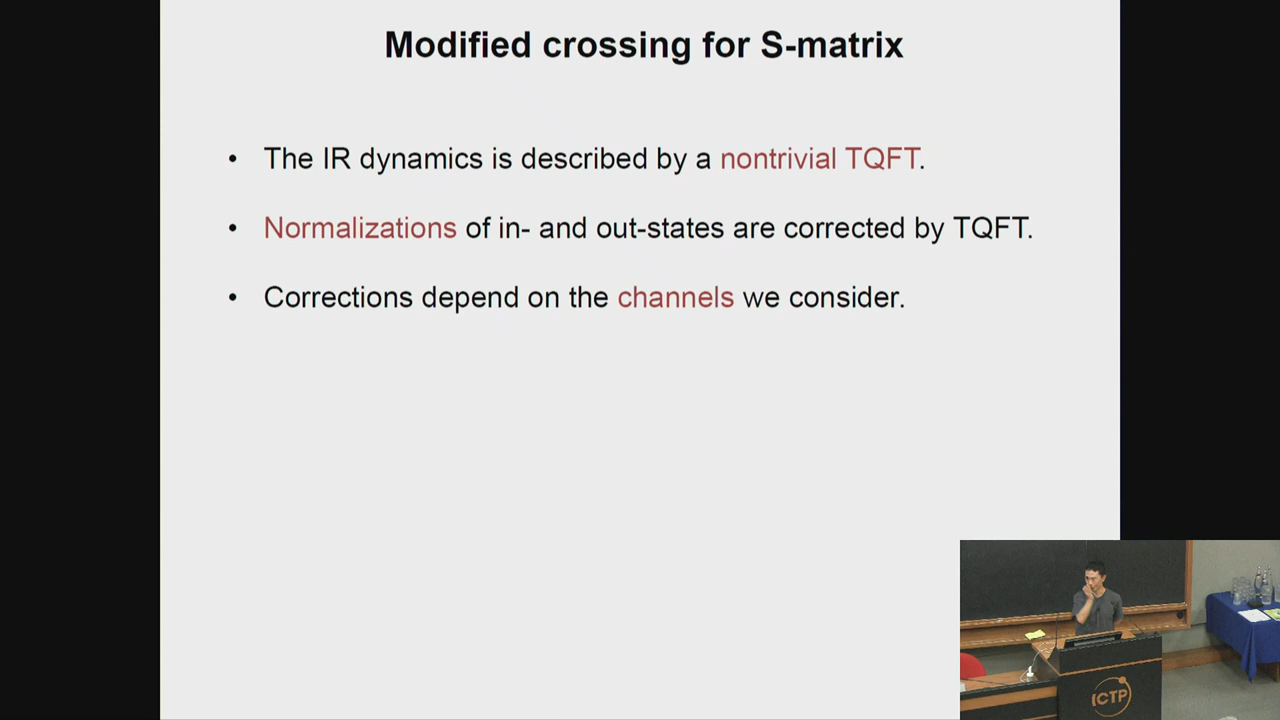 Modified crossing for S-matrix
• The IR dynamics is described by a nontrivial TQFT.
• Normalizations of in- and out-states are corrected by TQFT.
• Corrections depend on the channels we consider.
ICTP